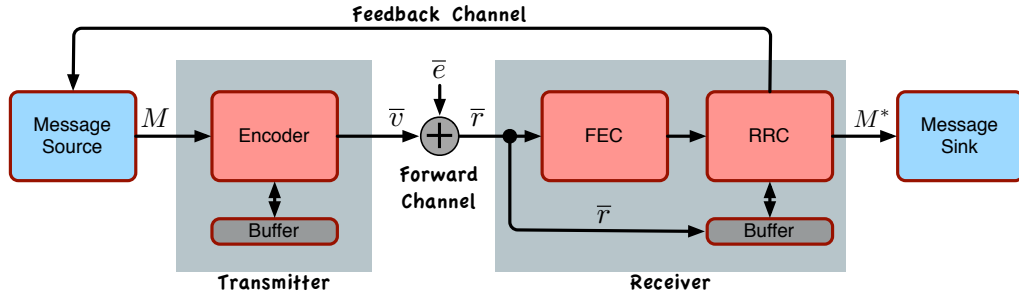 Feedback Channel
Message
Source
M
Encoder
v̅
e̅
+
r̅
Forward
Channel
FEC
RRC
M*
Message
Sink
Buffer
r̅
Buffer
Transmitter
Receiver